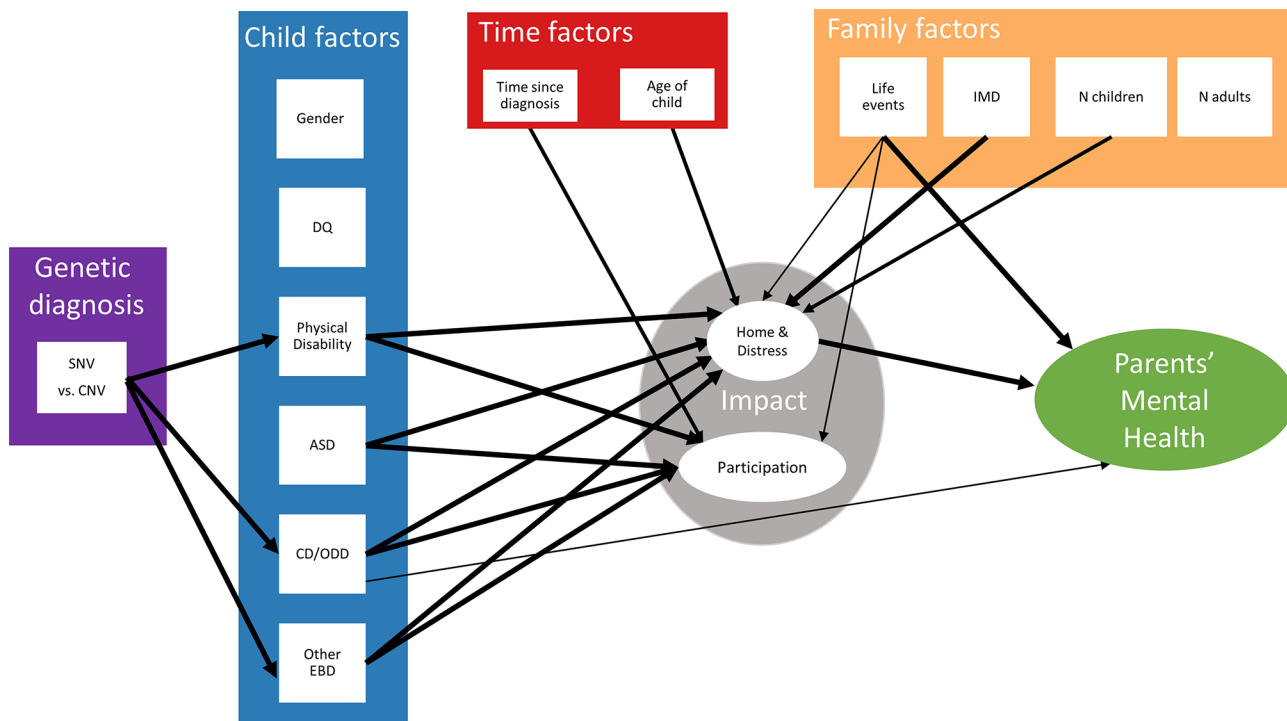 Child factors
Gender
DQ
Physical
Disability
ASD
CD/ODD
Other
EBD
Time factors
Time since
diagnosis
Age of
child
Family factors
Life
events
IMD
N children
N adults
Genetic
diagnosis
SNV
vs. CNV
Home &
Distress
Impact
Participation
Parents’
Mental
Health